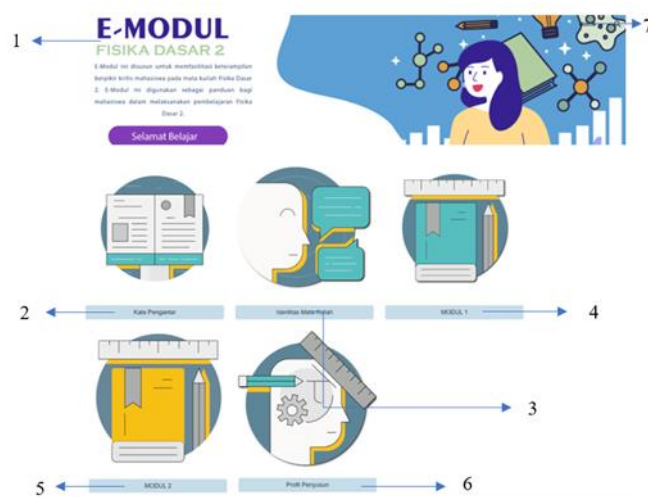 E-MODUL
1
7
FISIKA DASAR 2
E-Modul ini disusun untuk memfasilitasi keterampilan
berpikir kritis mahasiswa pada mata kuliah Fisika Dasar
2. E-Modul ini digunakan sebagai panduan bagi
mahasiswa dalam melaksanakan pembelajaran Fisika
Dasar 2.
Selamat Belajar
2
Kata Pengantar
Identitas Matakuliah
MODUL 1
4
3
5
MODUL 2
Profil Penyusun
6